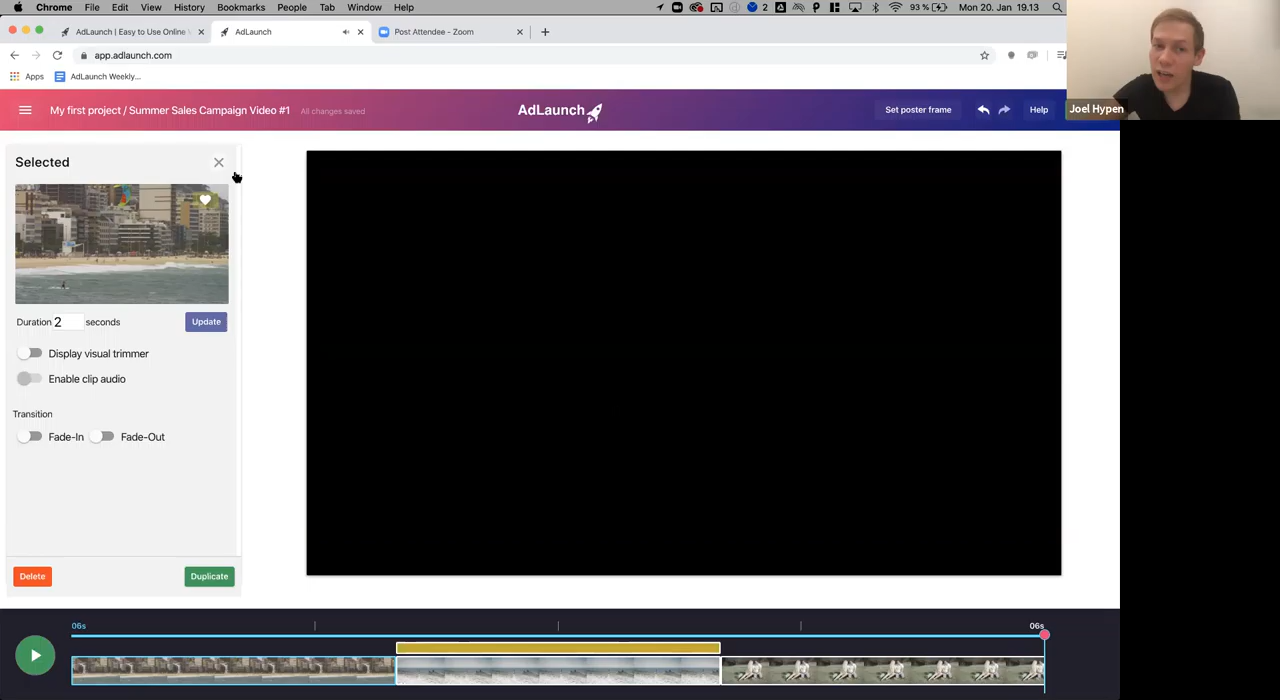 Chrome File Edit View History Bookmarks People Tab Window Help 2 93 % Mon 20. Jan 19.13
AdLaunch | Easy to Use Online
AdLaunch
Post Attendee - Zoom
app.adlaunch.com
Apps AdLaunch Weekly...
Joel Hypen
My first project / Summer Sales Campaign Video #1 All changes saved AdLaunch Set poster frame Help
Selected
Duration 2 seconds Update
Display visual trimmer
Enable clip audio
Transition
Fade-In Fade-Out
Delete Duplicate
06s 06s